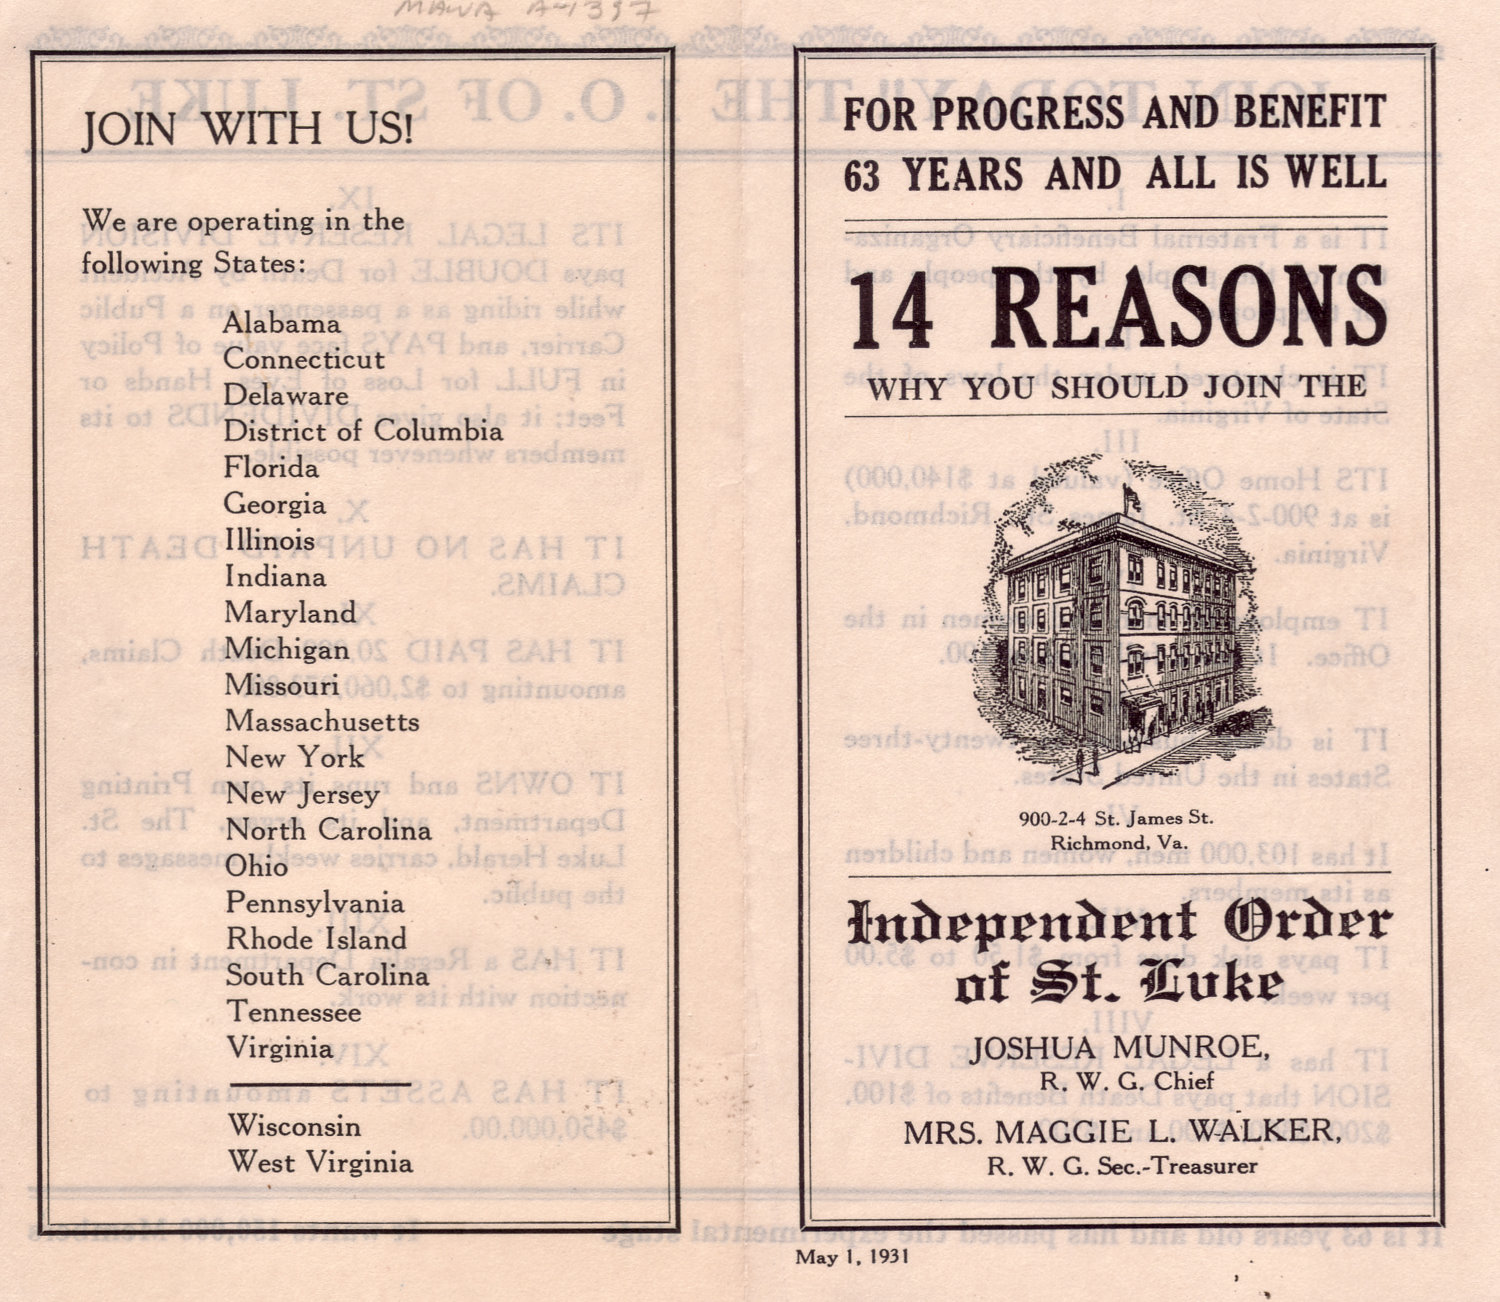 MAWA A-1397
JOIN WITH US!
We are operating in the
following States:
Alabama
Connecticut
Delaware
District of Columbia
Florida
Georgia
Illinois
Indiana
Maryland
Michigan
Missouri
Massachusetts
New York
New Jersey
North Carolina
Ohio
Pennsylvania
Rhode Island
South Carolina
Tennessee
Virginia
Wisconsin
West Virginia
FOR PROGRESS AND BENEFIT
63 YEARS AND ALL IS WELL
14 REASONS
WHY YOU SHOULD JOIN THE
900-2-4 St. James St.
Richmond, Va.
Independent Order
of St. Luke
JOSHUA MUNROE,
R. W. G. Chief
MRS. MAGGIE L. WALKER,
R. W. G. Sec.-Treasurer
May 1, 1931